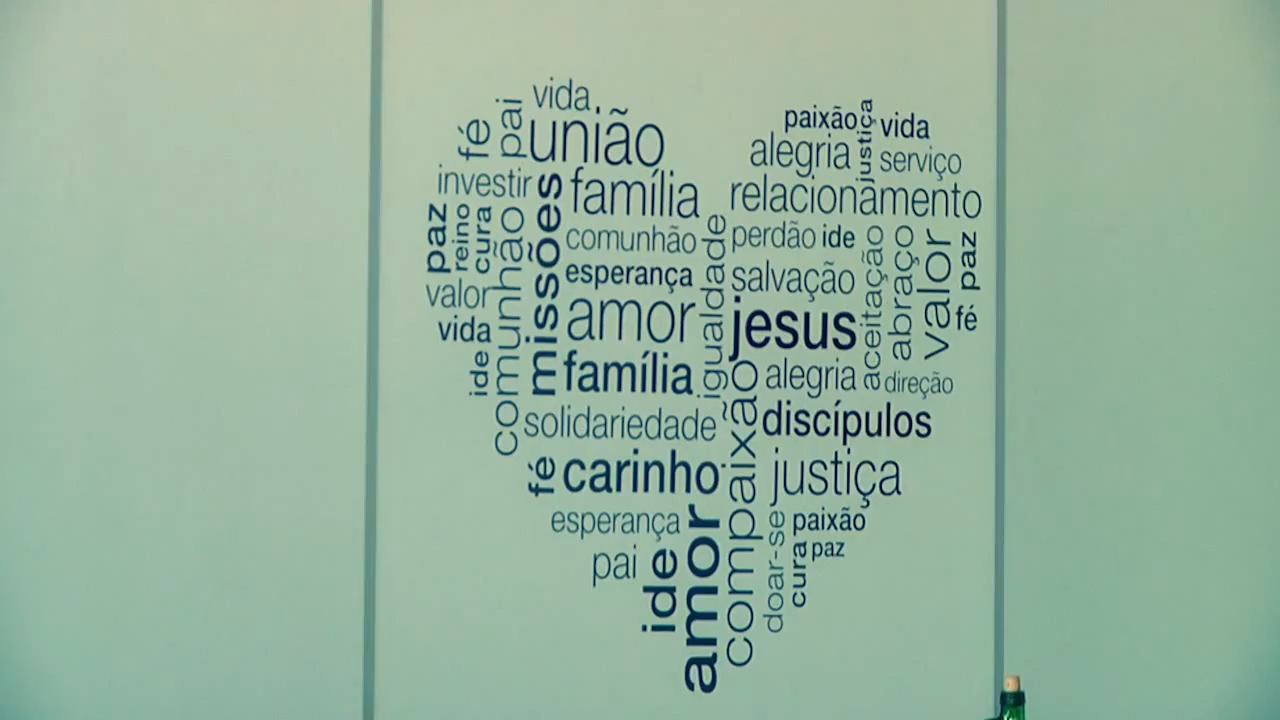 vida
fé
pai
união
investir
missões
família
paz
reino
cura
comunhão
comunhão
esperança
valor
amor
vida
família
ide
solidariedade
fé
carinho
esperança
pai
ide
amor
paixão
justiça
vida
alegria
serviço
relacionamento
igualdade
perdão
ide
aceitação
abraço
valor
paz
salvação
jesus
fé
alegria
direção
compaixão
discípulos
justiça
doar-se
paixão
cura
paz